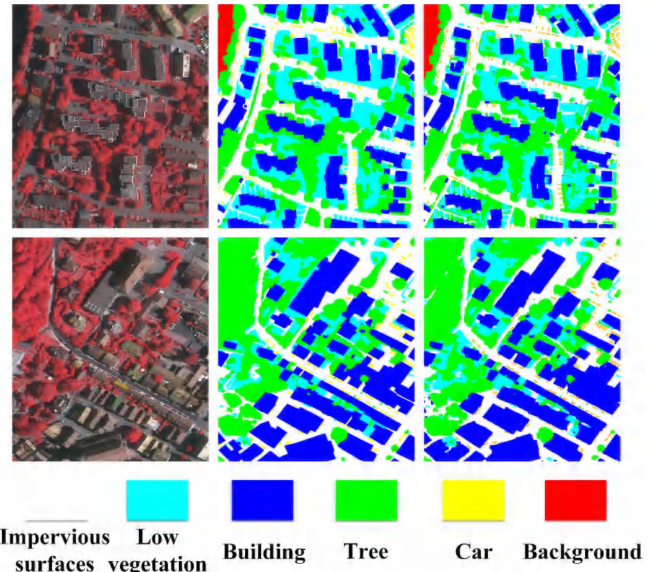 Impervious
surfaces
Low
vegetation
Building
Tree
Car
Background